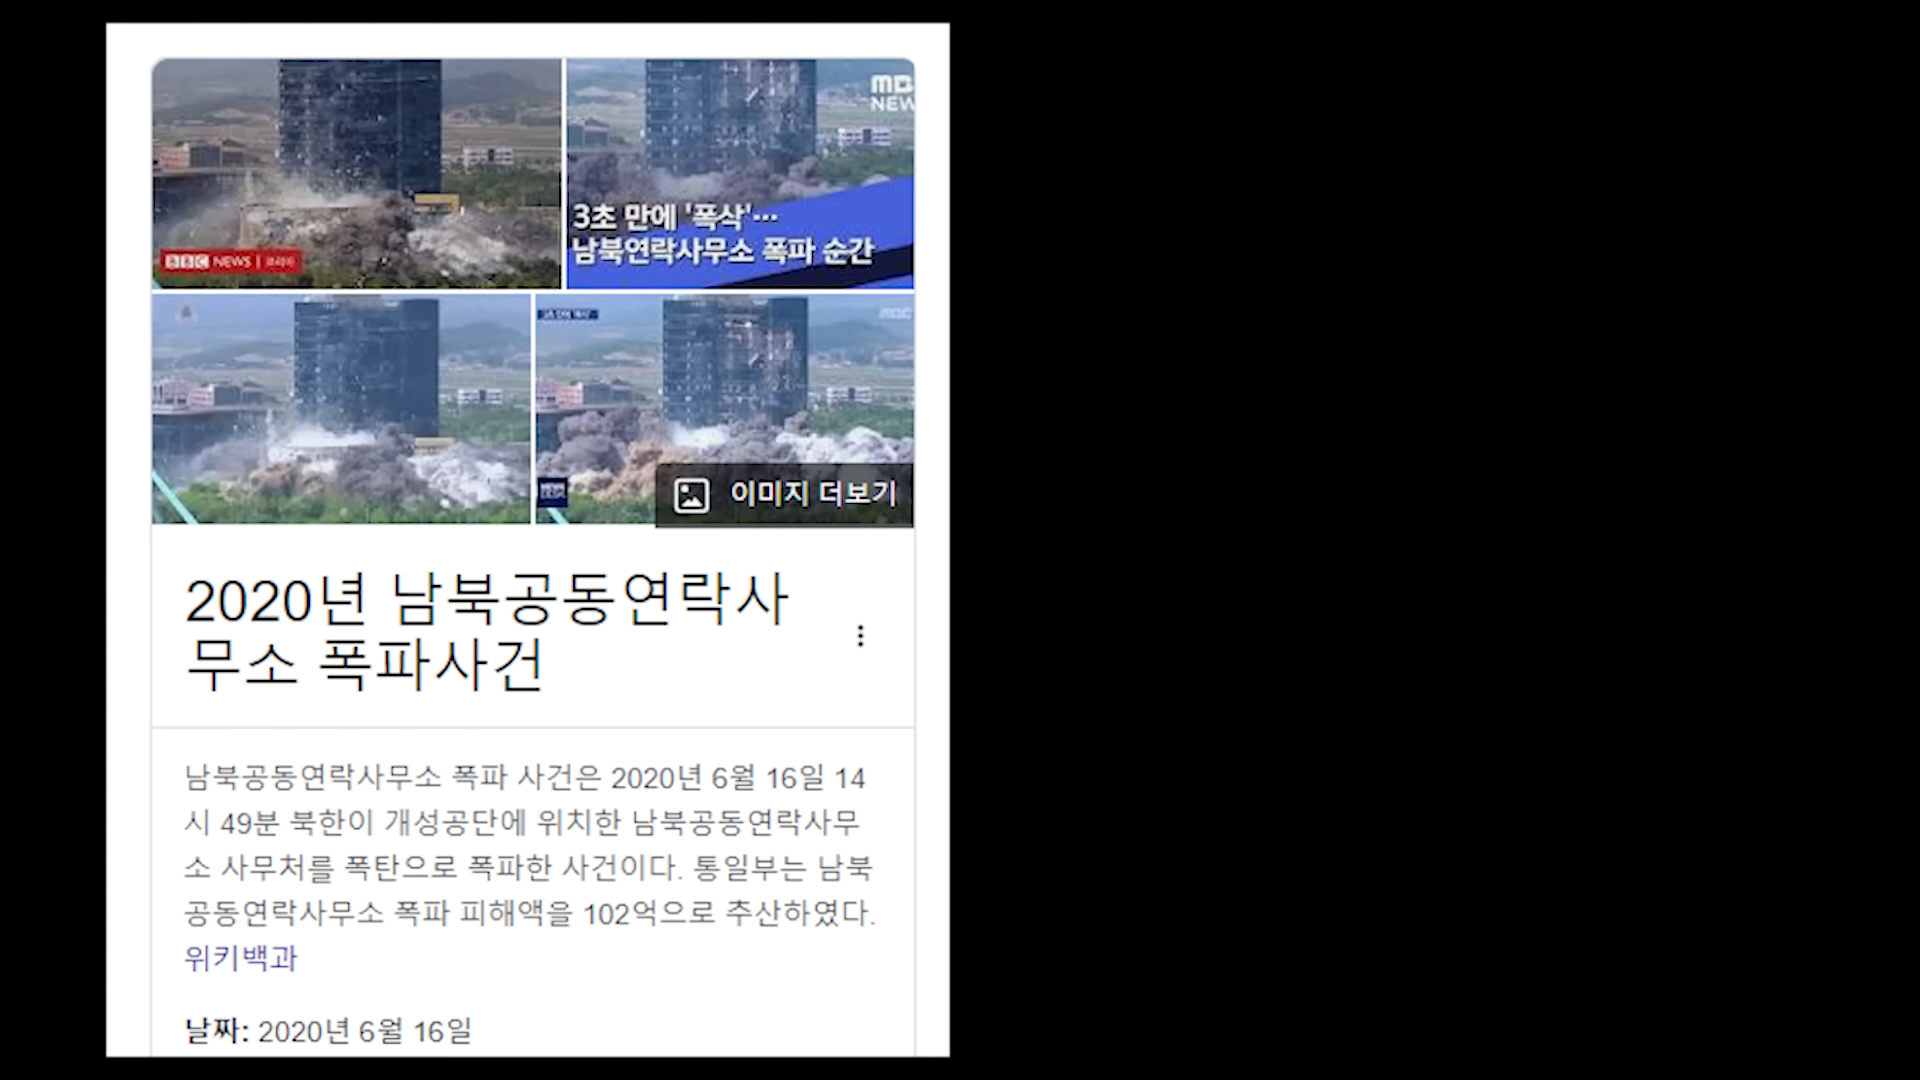 MBC
NEWS
3초 만에 '폭삭'…
남북연락사무소 폭파 순간
BBC NEWS | 코리아
MBC
이미지 더보기
2020년 남북공동연락사
무소 폭파사건
남북공동연락사무소 폭파 사건은 2020년 6월 16일 14
시 49분 북한이 개성공단에 위치한 남북공동연락사무
소 사무처를 폭탄으로 폭파한 사건이다. 통일부는 남북
공동연락사무소 폭파 피해액을 102억으로 추산하였다.
위키백과
날짜: 2020년 6월 16일